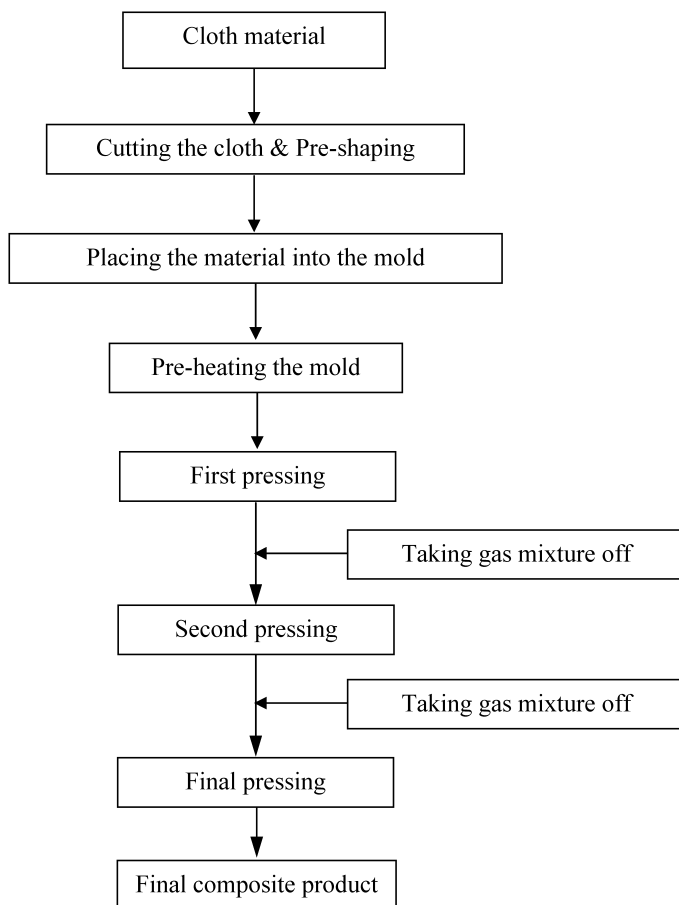 Cloth material
Cutting the cloth & Pre-shaping
Placing the material into the mold
Pre-heating the mold
First pressing
Taking gas mixture off
Second pressing
Taking gas mixture off
Final pressing
Final composite product